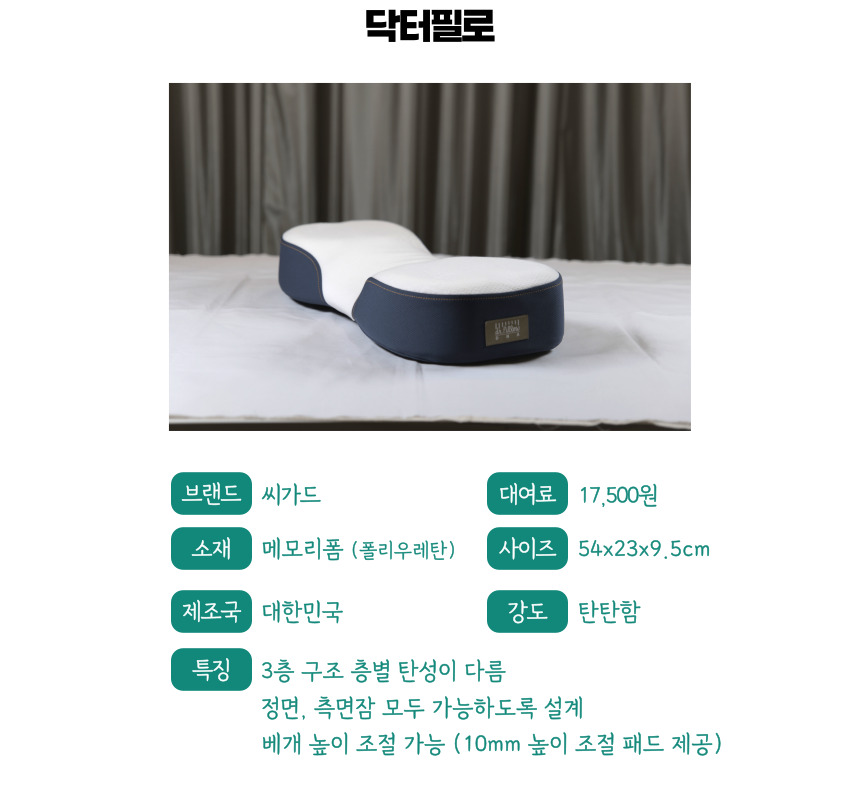 닥터필로
브랜드 씨가드
대여료 17,500원
소재 메모리폼 (폴리우레탄)
사이즈 54x23x9.5cm
제조국 대한민국
강도 탄탄함
특징 3층 구조 층별 탄성이 다름
정면, 측면잠 모두 가능하도록 설계
베개 높이 조절 가능 (10mm 높이 조절 패드 제공)